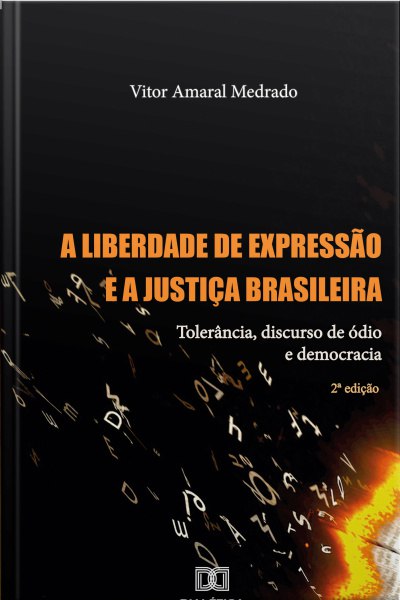 Vitor Amaral Medrado
A LIBERDADE DE EXPRESSÃO
E A JUSTIÇA BRASILEIRA
Tolerância, discurso de ódio
e democracia
2ª edição